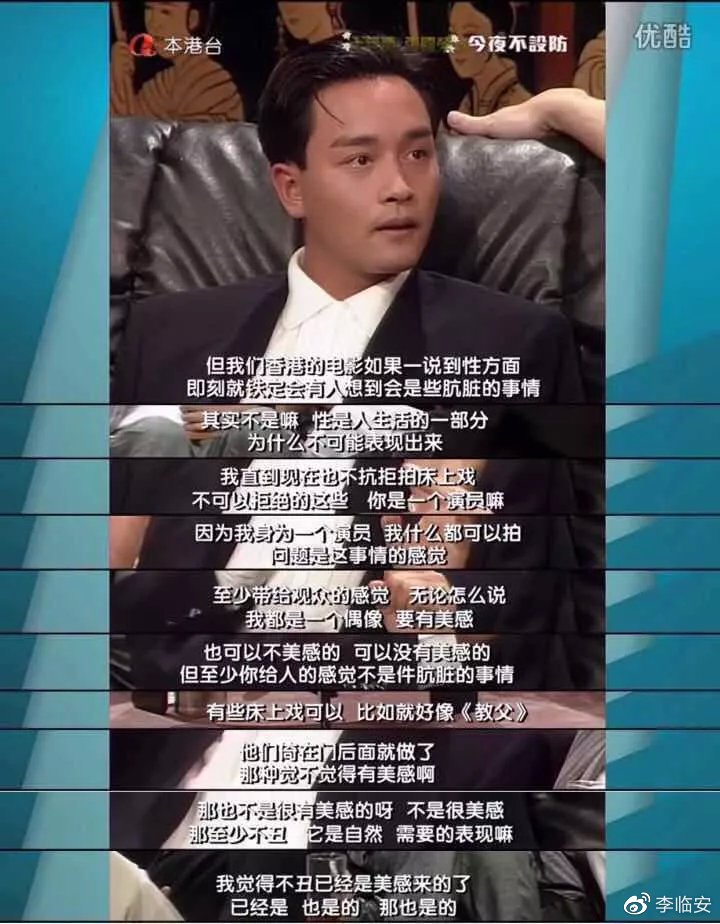 本港台
今夜不設防
优酷
但我们香港的电影如果一说到性方面
即刻就铁定会有人想到会是些肮脏的事情
其实不是嘛 性是人生活的一部分
为什么不可能表现出来
我直到现在也不抗拒拍床上戏
不可以拒绝的这些 你是一个演员嘛
因为我身为一个演员 我什么都可以拍
问题是这事情的感觉
至少带给观众的感觉 无论怎么说
我都是一个偶像 要有美感
也可以不美感的 可以没有美感的
但至少你给人的感觉不是件肮脏的事情
有些床上戏可以 比如就好像《教父》
他们倚在门后面就做了
那种觉不觉得有美感啊
那也不是很有美感的呀 不是很美感
那至少不丑 它是自然 需要的表现嘛
我觉得不丑已经是美感来的了
已经是 也是的 那也是的
李临安